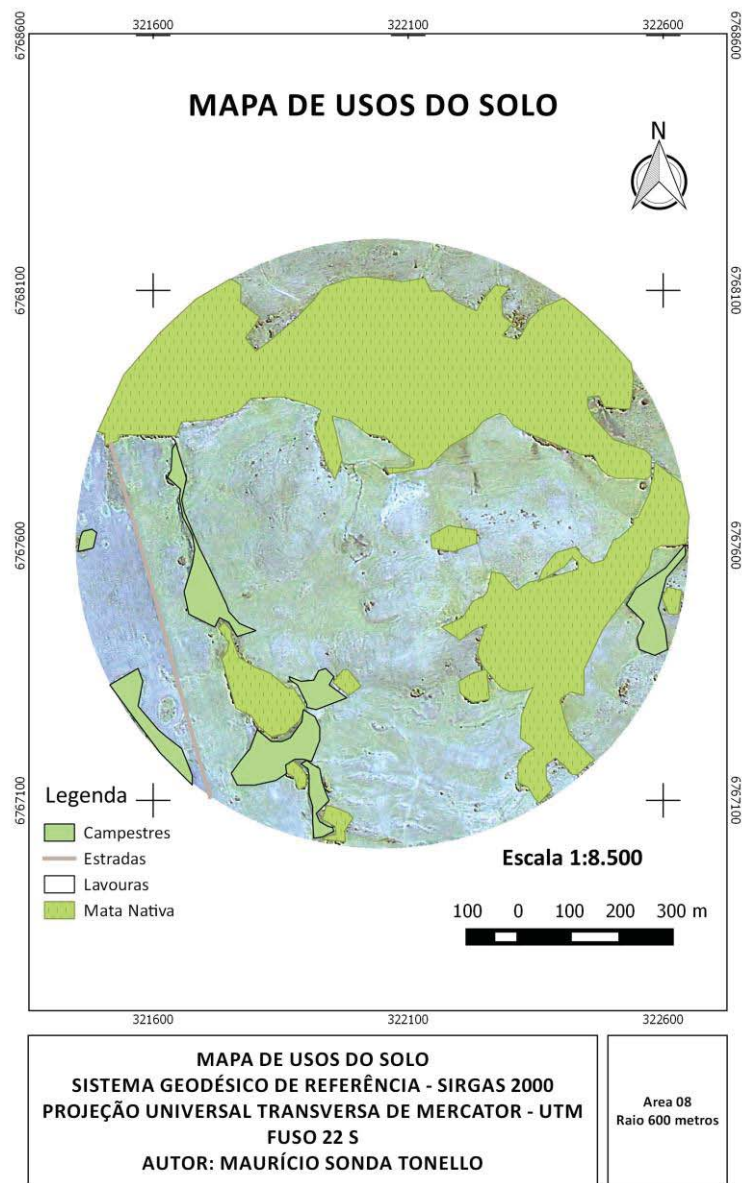 321600 322100 322600
6768600 6768600
MAPA DE USOS DO SOLO
N
6768100 6768100
6767600 6767600
6767100 6767100
Legenda
Campestres
Estradas
Lavouras
Mata Nativa
Escala 1:8.500
100 0 100 200 300 m
321600 322100 322600
MAPA DE USOS DO SOLO
SISTEMA GEODÉSICO DE REFERÊNCIA - SIRGAS 2000
PROJEÇÃO UNIVERSAL TRANSVERSA DE MERCATOR - UTM
FUSO 22 S
AUTOR: MAURÍCIO SONDA TONELLO
Area 08
Raio 600 metros